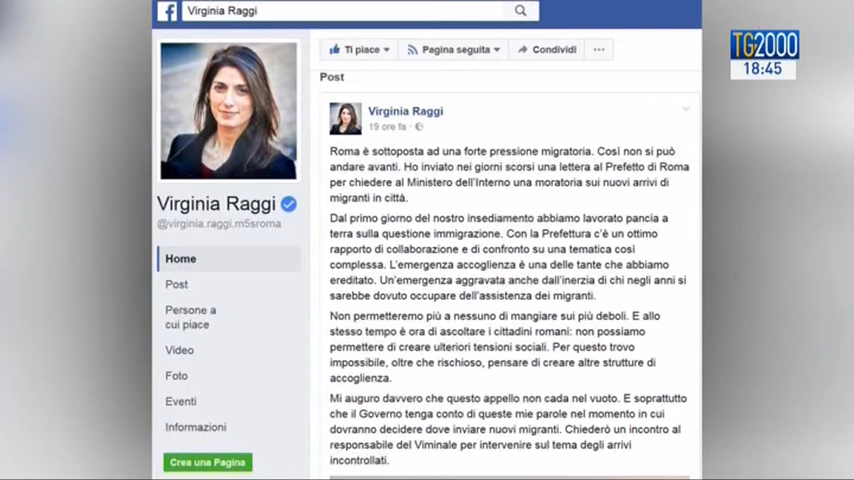 Virginia Raggi
TG2000
18:45
Ti piace
Pagina seguita
Condividi
Post
Virginia Raggi
19 ore fa
Roma è sottoposta ad una forte pressione migratoria. Così non si può
andare avanti. Ho inviato nei giorni scorsi una lettera al Prefetto di Roma
per chiedere al Ministero dell'Interno una moratoria sui nuovi arrivi di
migranti in città.
Dal primo giorno del nostro insediamento abbiamo lavorato pancia a
terra sulla questione immigrazione. Con la Prefettura c'è un ottimo
rapporto di collaborazione e di confronto su una tematica così
complessa. L'emergenza accoglienza è una delle tante che abbiamo
ereditato. Un'emergenza aggravata anche dall'inerzia di chi negli anni si
sarebbe dovuto occupare dell'assistenza dei migranti.
Non permetteremo più a nessuno di mangiare sui più deboli. E allo
stesso tempo è ora di ascoltare i cittadini romani: non possiamo
permettere di creare ulteriori tensioni sociali. Per questo trovo
impossibile, oltre che rischioso, pensare di creare altre strutture di
accoglienza.
Mi auguro davvero che questo appello non cada nel vuoto. E soprattutto
che il Governo tenga conto di queste mie parole nel momento in cui
dovranno decidere dove inviare nuovi migranti. Chiederò un incontro al
responsabile del Viminale per intervenire sul tema degli arrivi
incontrollati.
Virginia Raggi
@virginia.raggi.m5sroma
Home
Post
Persone a
cui piace
Video
Foto
Eventi
Informazioni
Crea una Pagina